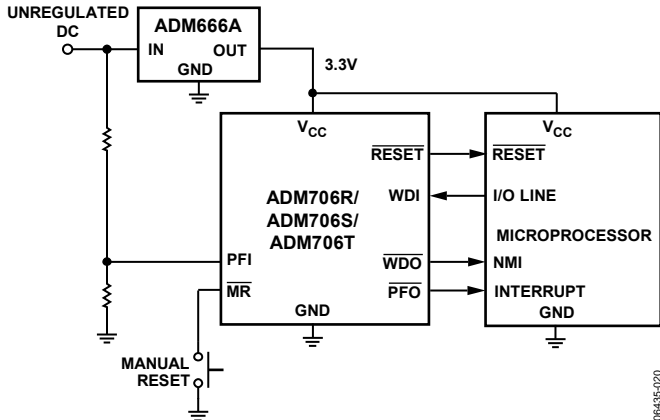 UNREGULATED
DC
ADM666A
IN
OUT
GND
3.3V
VCC
RESET
WDI
ADM706R/
ADM706S/
ADM706T
PFI
WDO
MR
PFO
GND
VCC
RESET
I/O LINE
MICROPROCESSOR
NMI
INTERRUPT
GND
MANUAL
RESET
06435-020